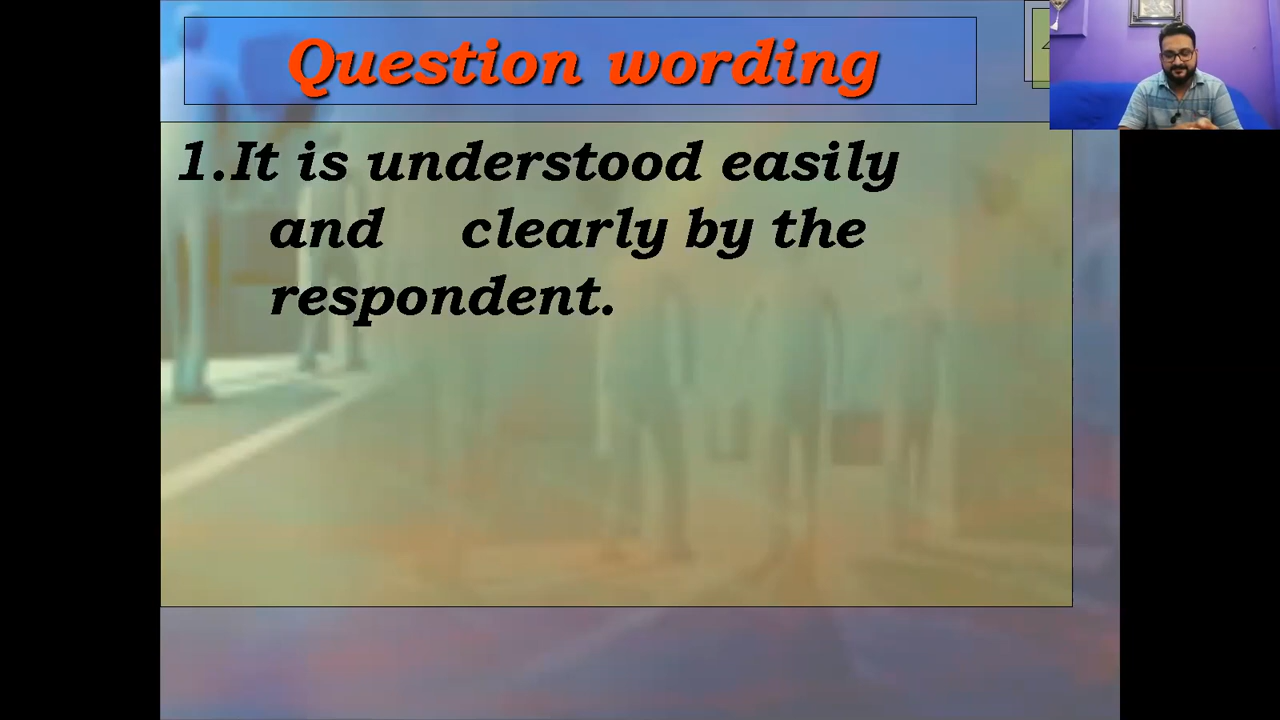 Question wording
1.It is understood easily
and clearly by the
respondent.